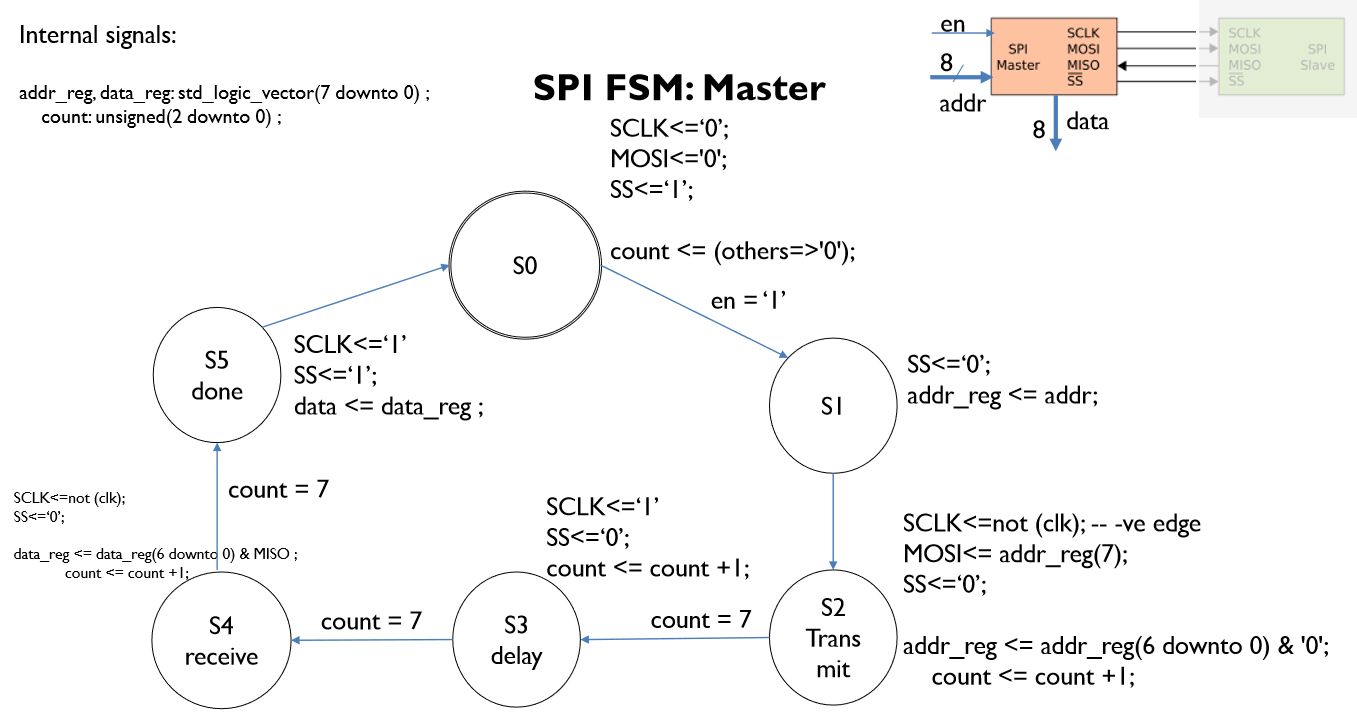 Internal signals:
addr_reg, data_reg: std_logic_vector(7 downto 0) ;
count: unsigned(2 downto 0) ;
SPI FSM: Master
en
8
addr
SPI
Master
SCLK
MOSI
MISO
SS
8
data
SCLK
MOSI
MISO
SS
SPI
Slave
SCLK<=‘0’;
MOSI<='0';
SS<=‘1’;
count <= (others=>'0');
S0
en = ‘1’
S5
done
SCLK<=‘1’
SS<=‘1’;
data <= data_reg ;
S1
SS<=‘0’;
addr_reg <= addr;
count = 7
SCLK<=not (clk);
SS<=‘0’;
data_reg <= data_reg(6 downto 0) & MISO ;
count <= count +1;
SCLK<=‘1’
SS<=‘0’;
count <= count +1;
SCLK<=not (clk); -- -ve edge
MOSI<= addr_reg(7);
SS<=‘0’;
addr_reg <= addr_reg(6 downto 0) & '0';
count <= count +1;
S4
receive
count = 7
S3
delay
count = 7
S2
Trans
mit